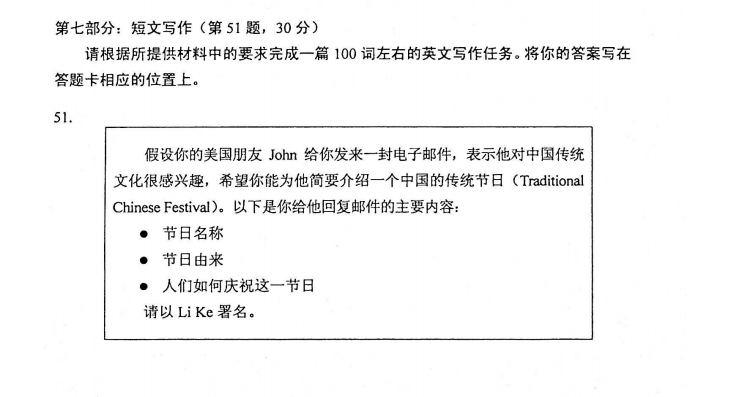 第七部分：短文写作（第 51 题，30 分）
请根据所提供材料中的要求完成一篇 100 词左右的英文写作任务。将你的答案写在
答题卡相应的位置上。
51.
假设你的美国朋友 John 给你发来一封电子邮件，表示他对中国传统
文化很感兴趣，希望你能为他简要介绍一个中国的传统节日（Traditional
Chinese Festival）。以下是你给他回复邮件的主要内容：
● 节日名称
● 节日由来
● 人们如何庆祝这一节日
请以 Li Ke 署名。